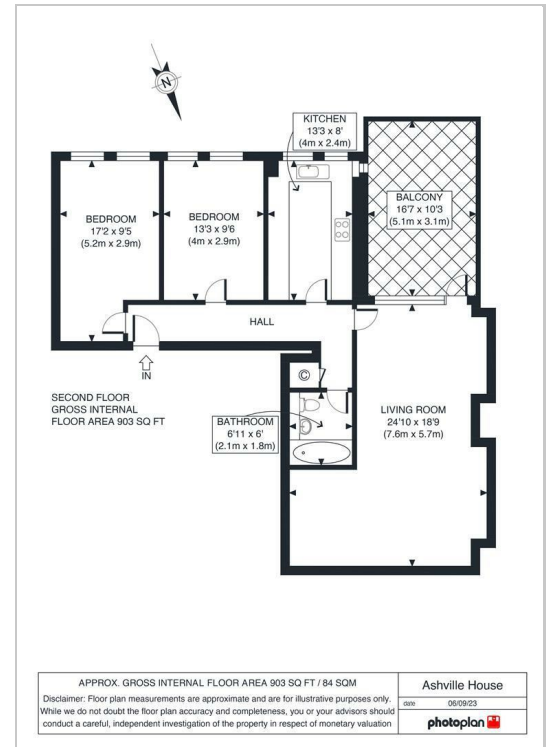 N
KITCHEN
13'3 x 8'
(4m x 2.4m)
BALCONY
16'7 x 10'3
(5.1m x 3.1m)
BEDROOM
17'2 x 9'5
(5.2m x 2.9m)
BEDROOM
13'3 x 9'6
(4m x 2.9m)
HALL
IN
C
SECOND FLOOR
GROSS INTERNAL
FLOOR AREA 903 SQ FT
BATHROOM
6'11 x 6'
(2.1m x 1.8m)
LIVING ROOM
24'10 x 18'9
(7.6m x 5.7m)
APPROX. GROSS INTERNAL FLOOR AREA 903 SQ FT / 84 SQM
Disclaimer: Floor plan measurements are approximate and are for illustrative purposes only.
While we do not doubt the floor plan accuracy and completeness, you or your advisors should
conduct a careful, independent investigation of the property in respect of monetary valuation
Ashville House
date 06/09/23
photoplan